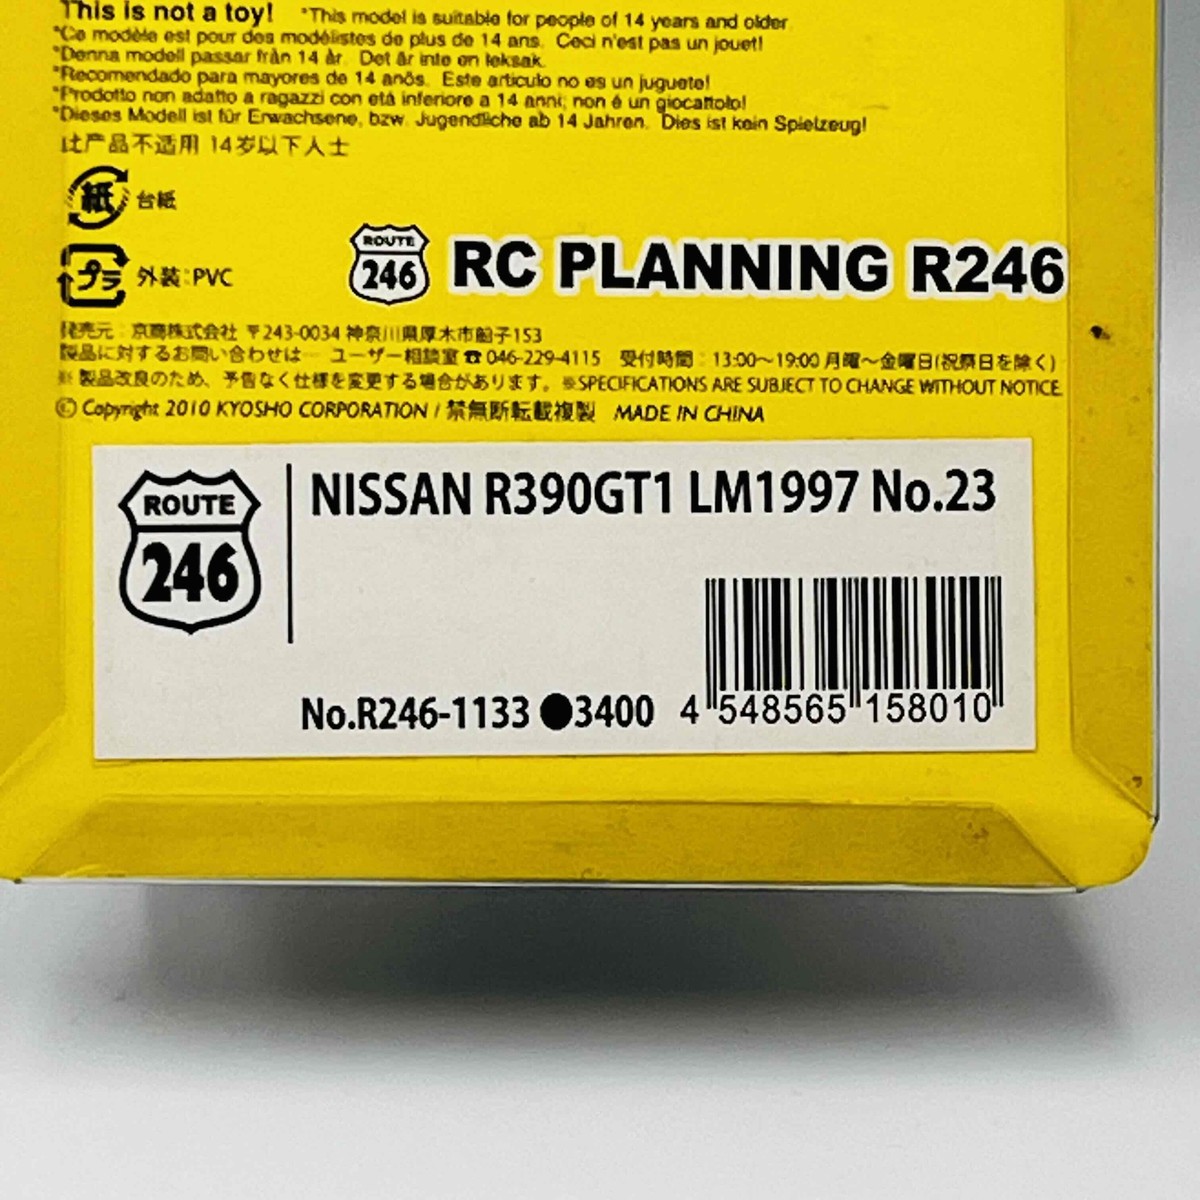 This is not a toy! *This model is suitable for people of 14 years and older
*Ce modèle est pour des modélistes de plus de 14 ans. Ceci n'est pas un jouet!
*Denna modell passar från 14 år. Det är inte en leksak.
*Recomendado para mayores de 14 anõs. Este articulo no es un juguete!
*Prodotto non adatto a ragazzi con etá inferiore a 14 anni; non é un giocattolo!
*Dieses Modell ist für Erwachsene, bzw. Jugendliche ab 14 Jahren. Dies ist kein Spielzeug!
此产品不适用 14岁以下人士
紙 台紙
プラ 外装:PVC
ROUTE 246 RC PLANNING R246
発売元:京商株式会社 〒243-0034 神奈川県厚木市船子153
製品に対するお問い合わせは… ユーザー相談室☎046-229-4115 受付時間:13:00〜19:00 月曜〜金曜日(祝祭日を除く)
※ 製品改良のため、予告なく仕様を変更する場合があります。※SPECIFICATIONS ARE SUBJECT TO CHANGE WITHOUT NOTICE.
© Copyright 2010 KYOSHO CORPORATION / 禁無断転載複製 MADE IN CHINA
ROUTE 246
NISSAN R390GT1 LM1997 No.23
No.R246-1133 ●3400
4 548565 158010